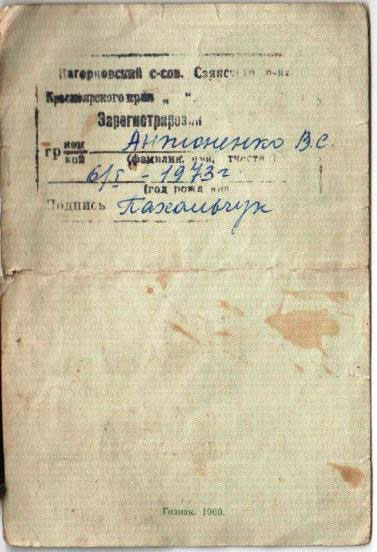 Нагорновский с-сов. Саянского р-на
Красноярского края „ “
Зарегистрирован
гр ном кой Антоненко В.С.
(фамилия, имя, отчество)
6/I - 1973 г
(год рождения
Подпись Пахальчук
Гознак. 1960.